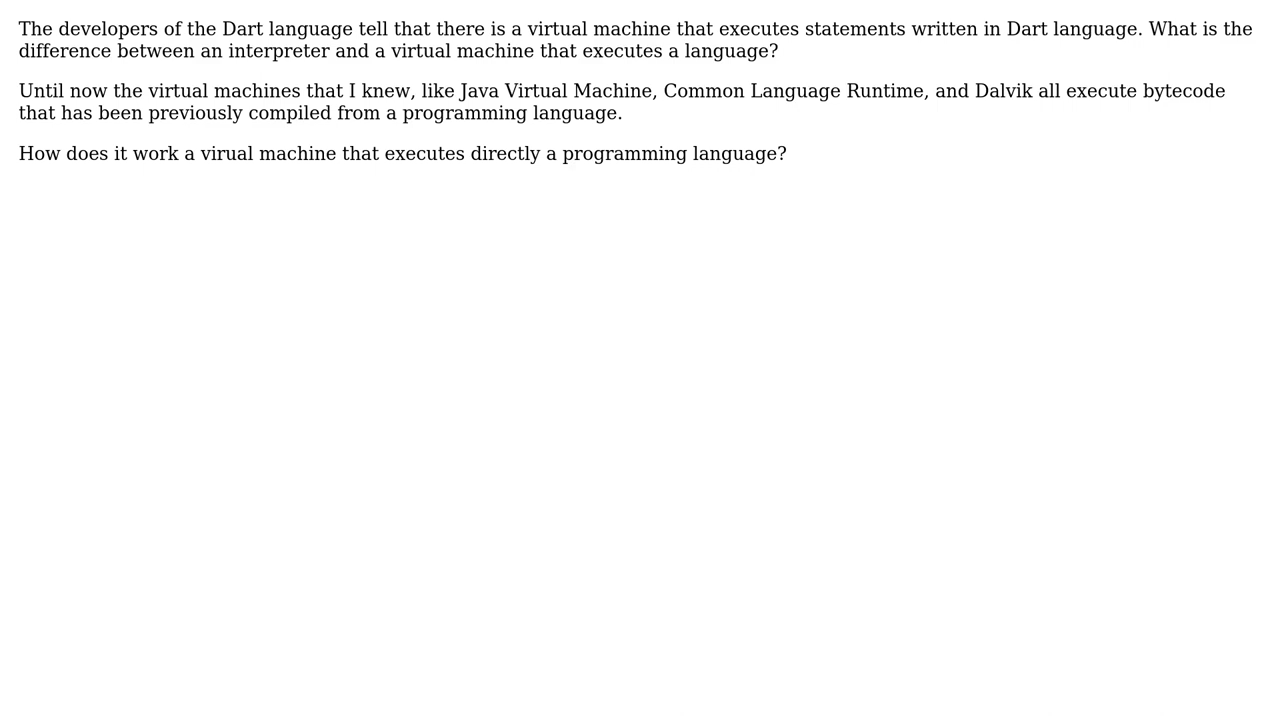 The developers of the Dart language tell that there is a virtual machine that executes statements written in Dart language. What is the
difference between an interpreter and a virtual machine that executes a language?
Until now the virtual machines that I knew, like Java Virtual Machine, Common Language Runtime, and Dalvik all execute bytecode
that has been previously compiled from a programming language.
How does it work a virual machine that executes directly a programming language?